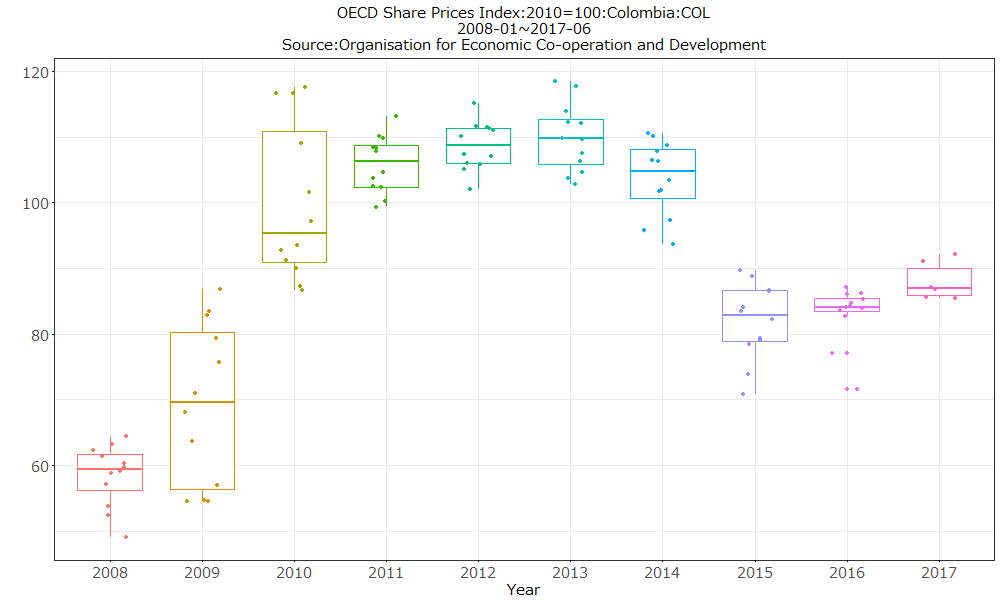 OECD Share Prices Index:2010=100:Colombia:COL
2008-01~2017-06
Source:Organisation for Economic Co-operation and Development
120
100
80
60
2008 2009 2010 2011 2012 2013 2014 2015 2016 2017
Year